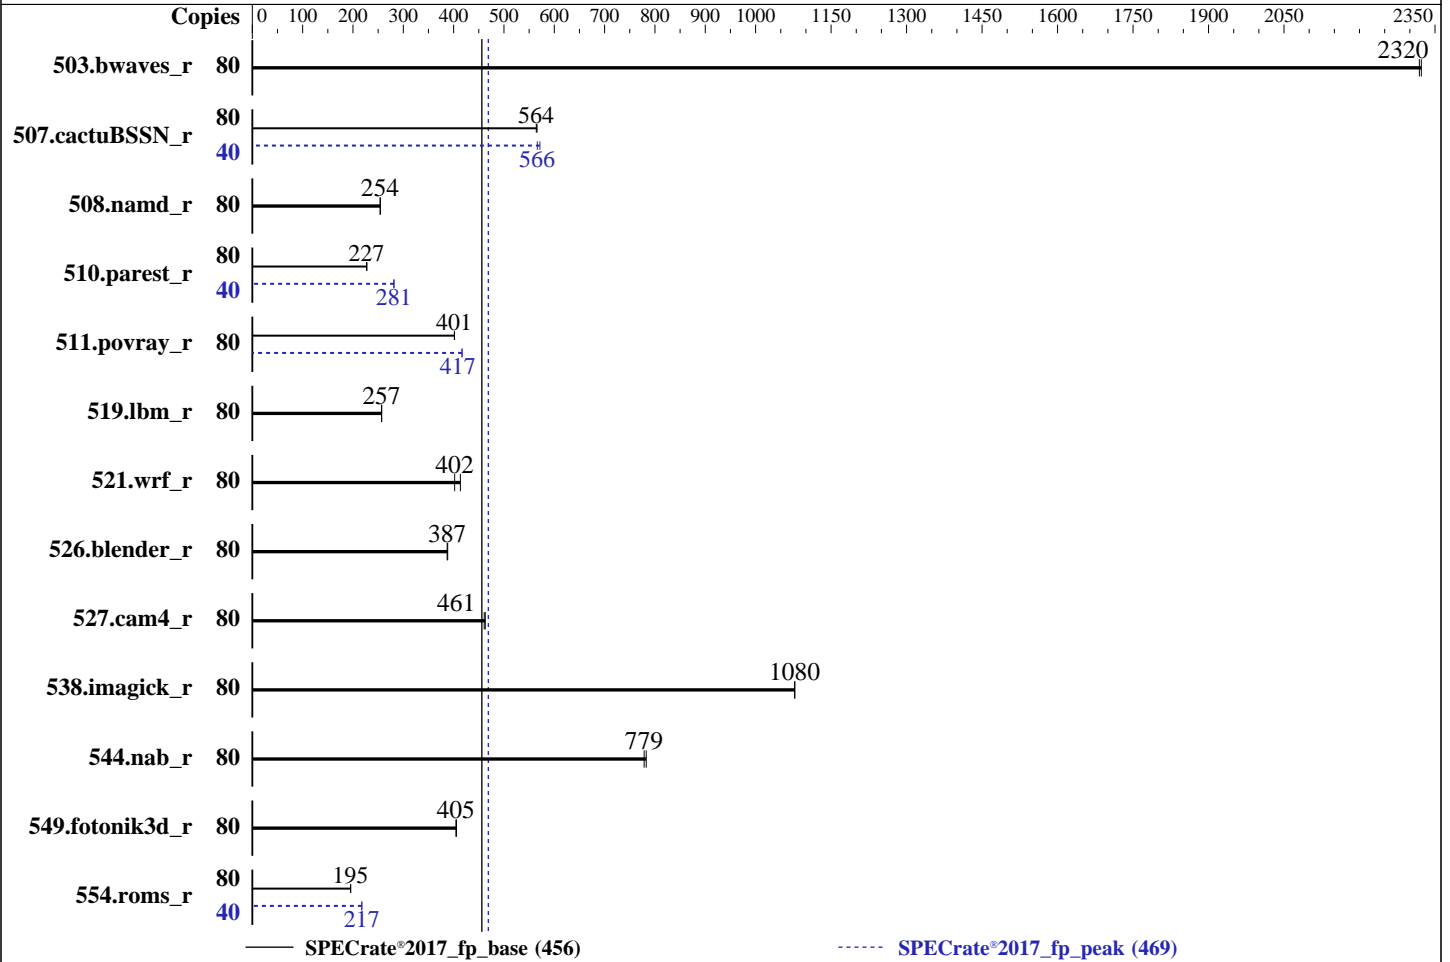 Copies 0 100 200 300 400 500 600 700 800 900 1000 1150 1300 1450 1600 1750 1900 2050 2350
503.bwaves_r 80 2320
507.cactuBSSN_r 80 564
40 566
508.namd_r 80 254
510.parest_r 80 227
40 281
511.povray_r 80 401
417
519.lbm_r 80 257
521.wrf_r 80 402
526.blender_r 80 387
527.cam4_r 80 461
538.imagick_r 80 1080
544.nab_r 80 779
549.fotonik3d_r 80 405
554.roms_r 80 195
40 217
SPECrate®2017_fp_base (456) SPECrate®2017_fp_peak (469)